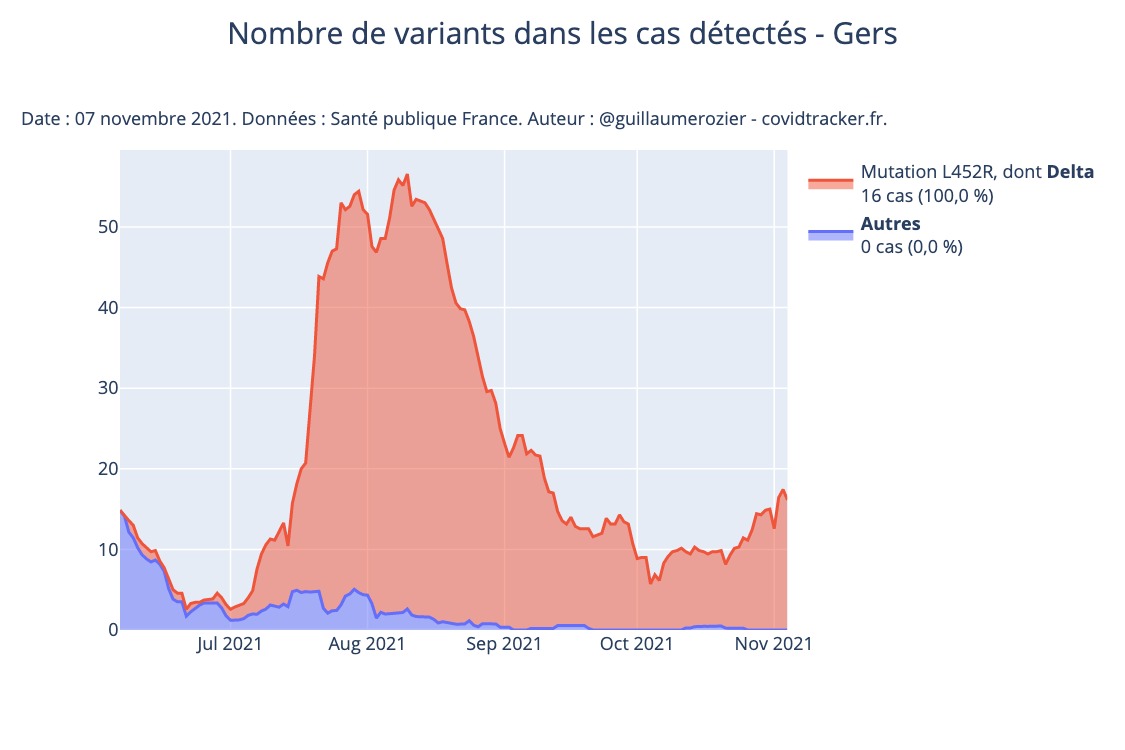 Nombre de variants dans les cas détectés - Gers
Date : 07 novembre 2021. Données : Santé publique France. Auteur : @guillaumerozier - covidtracker.fr.
Mutation L452R, dont Delta
16 cas (100,0 %)
Autres
0 cas (0,0 %)
50
40
30
20
10
0
Jul 2021 Aug 2021 Sep 2021 Oct 2021 Nov 2021